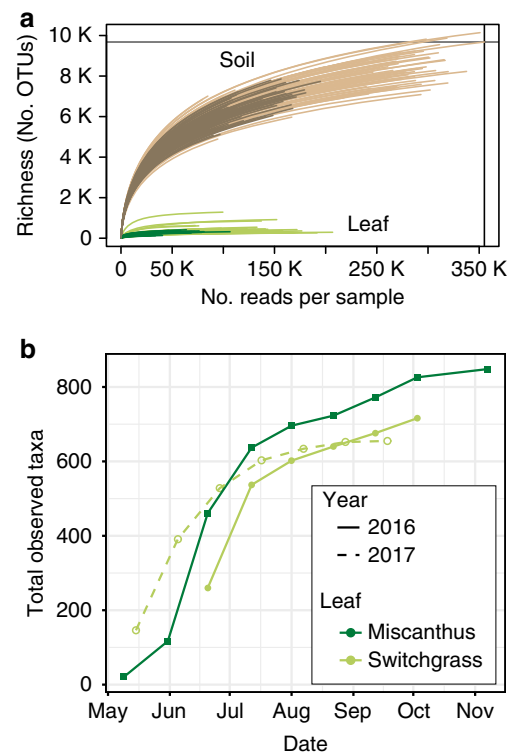 a
Richness (No. OTUs)
10 K
8 K
6 K
4 K
2 K
0
Soil
Leaf
0 50 K 150 K 250 K 350 K
No. reads per sample
b
Total observed taxa
800
600
400
200
0
Year
2016
2017
Leaf
Miscanthus
Switchgrass
May Jun Jul Aug Sep Oct Nov
Date